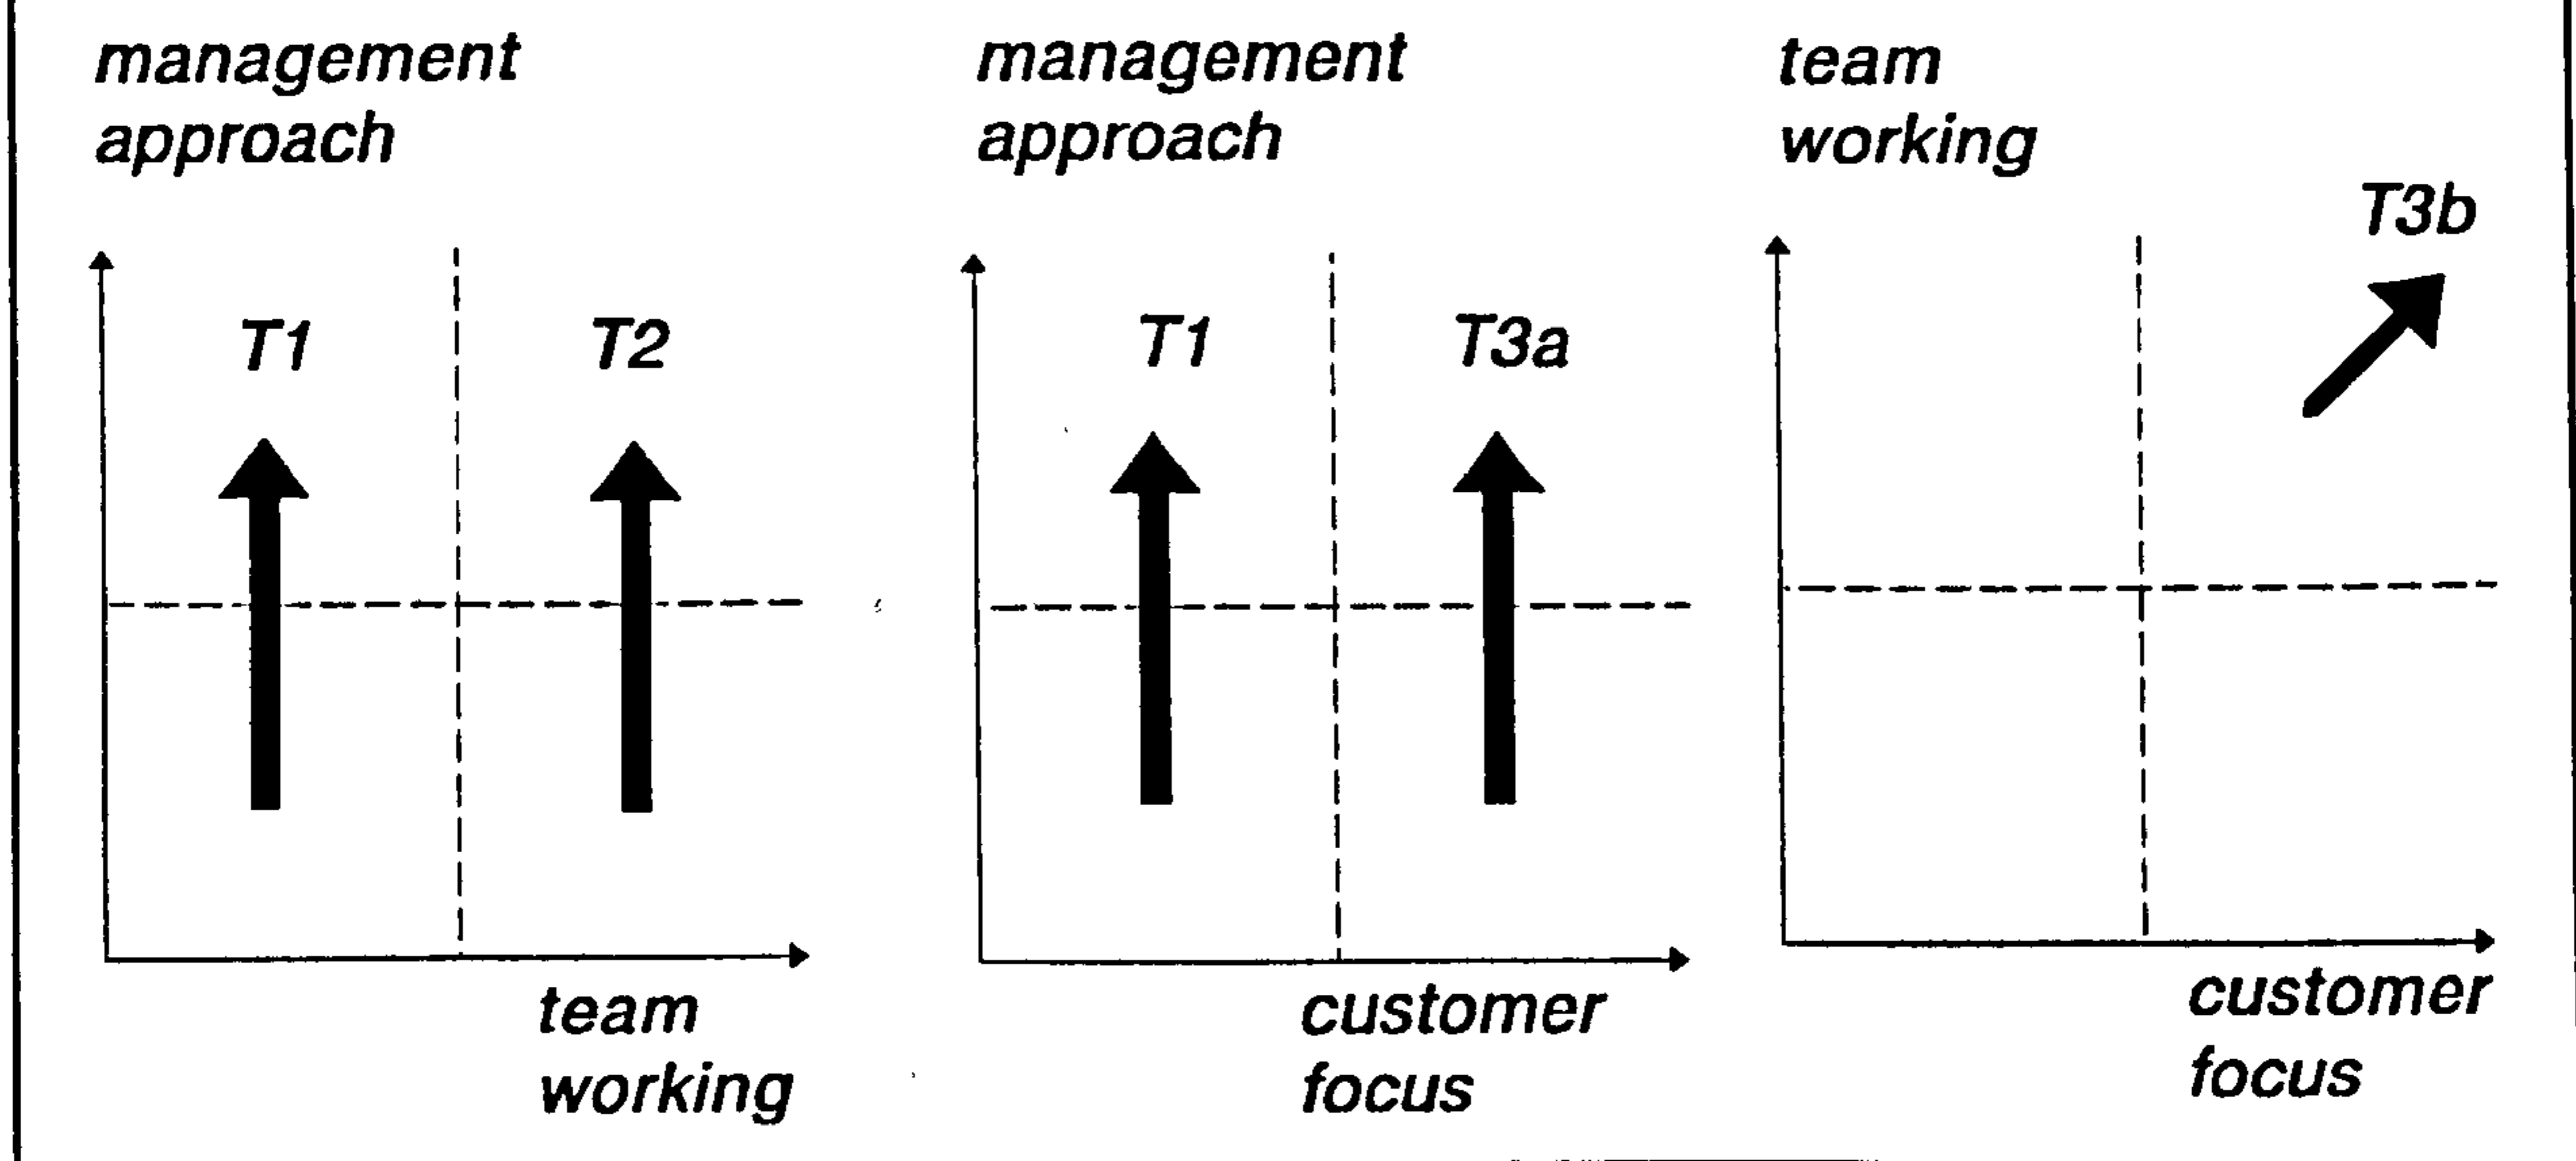 management
approach
management
approach
team
working
T3b
T1
T2
T1
T3a
team
working
customer
focus
customer
focus